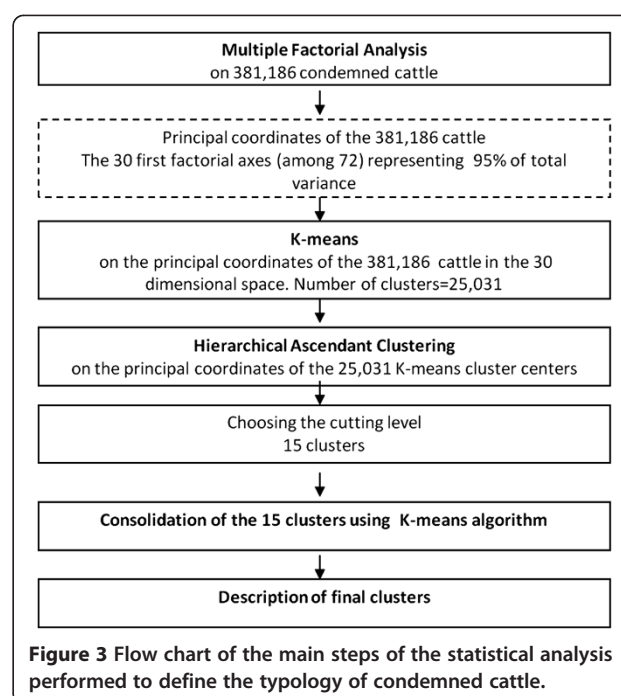 Multiple Factorial Analysis
on 381,186 condemned cattle
Principal coordinates of the 381,186 cattle
The 30 first factorial axes (among 72) representing 95% of total
variance
K-means
on the principal coordinates of the 381,186 cattle in the 30
dimensional space. Number of clusters=25,031
Hierarchical Ascendant Clustering
on the principal coordinates of the 25,031 K-means cluster centers
Choosing the cutting level
15 clusters
Consolidation of the 15 clusters using K-means algorithm
Description of final clusters
Figure 3 Flow chart of the main steps of the statistical analysis
performed to define the typology of condemned cattle.